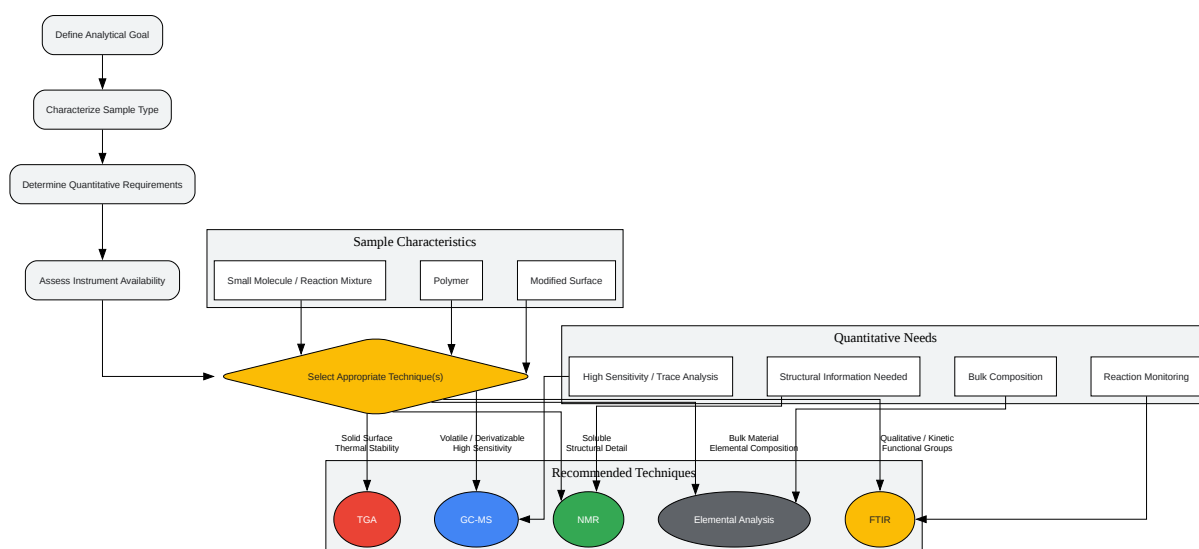 Define Analytical Goal
Characterize Sample Type
Determine Quantitative Requirements
Assess Instrument Availability
Sample Characteristics
Small Molecule / Reaction Mixture
Polymer
Modified Surface
Quantitative Needs
High Sensitivity / Trace Analysis
Structural Information Needed
Bulk Composition
Reaction Monitoring
Select Appropriate Technique(s)
Solid Surface
Thermal Stability
Volatile / Derivatizable
High Sensitivity
Soluble
Structural Detail
Bulk Material
Elemental Composition
Qualitative / Kinetic
Functional Groups
Recommended Techniques
TGA
GC-MS
NMR
Elemental Analysis
FTIR